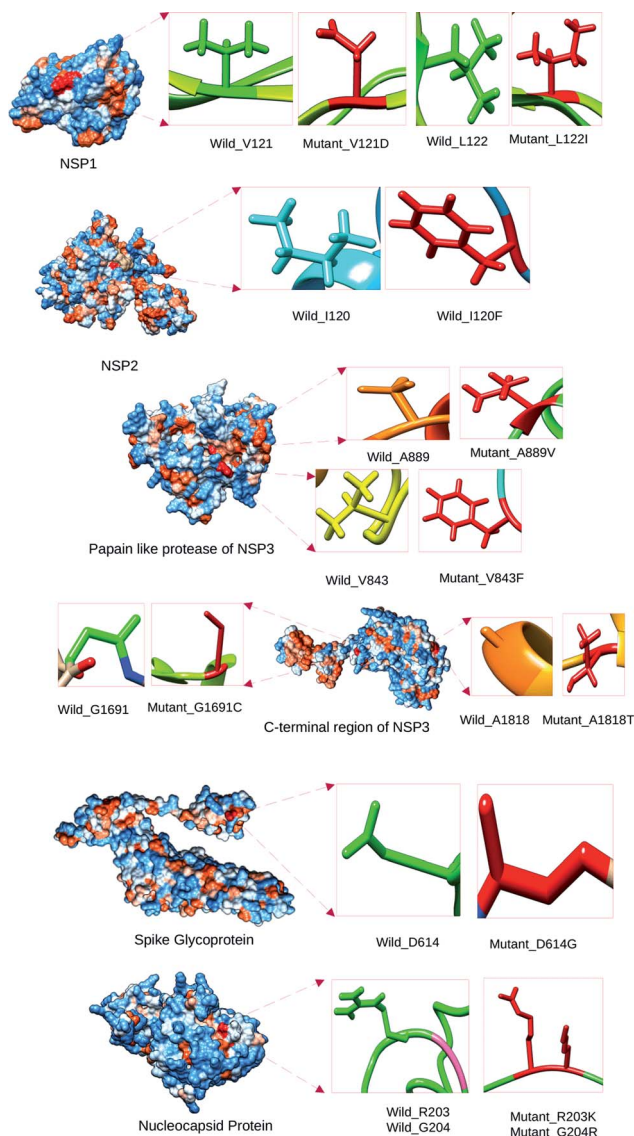 Wild_V121
Mutant_V121D
Wild_L122
Mutant_L122I
NSP1
Wild_I120
Wild_I120F
NSP2
Wild_A889
Mutant_A889V
Papain like protease of NSP3
Wild_V843
Mutant_V843F
Wild_G1691
Mutant_G1691C
C-terminal region of NSP3
Wild_A1818
Mutant_A1818T
Spike Glycoprotein
Wild_D614
Mutant_D614G
Nucleocapsid Protein
Wild_R203
Wild_G204
Mutant_R203K
Mutant_G204R